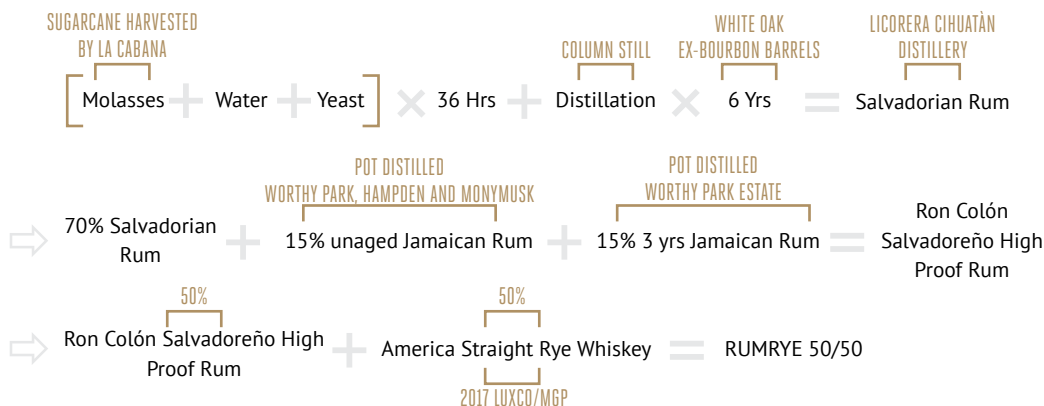 SUGARCANE HARVESTED
BY LA CABANA
COLUMN STILL
WHITE OAK
EX-BOURBON BARRELS
LICORERA CIHUATÀN
DISTILLERY
[ Molasses + Water + Yeast ] × 36 Hrs + Distillation × 6 Yrs = Salvadorian Rum
POT DISTILLED
WORTHY PARK, HAMPDEN AND MONYMUSK
POT DISTILLED
WORTHY PARK ESTATE
70% Salvadorian
Rum
+ 15% unaged Jamaican Rum + 15% 3 yrs Jamaican Rum =
Ron Colón
Salvadoreño High
Proof Rum
50%
50%
Ron Colón Salvadoreño High
Proof Rum
+ America Straight Rye Whiskey = RUMRYE 50/50
2017 LUXCO/MGP